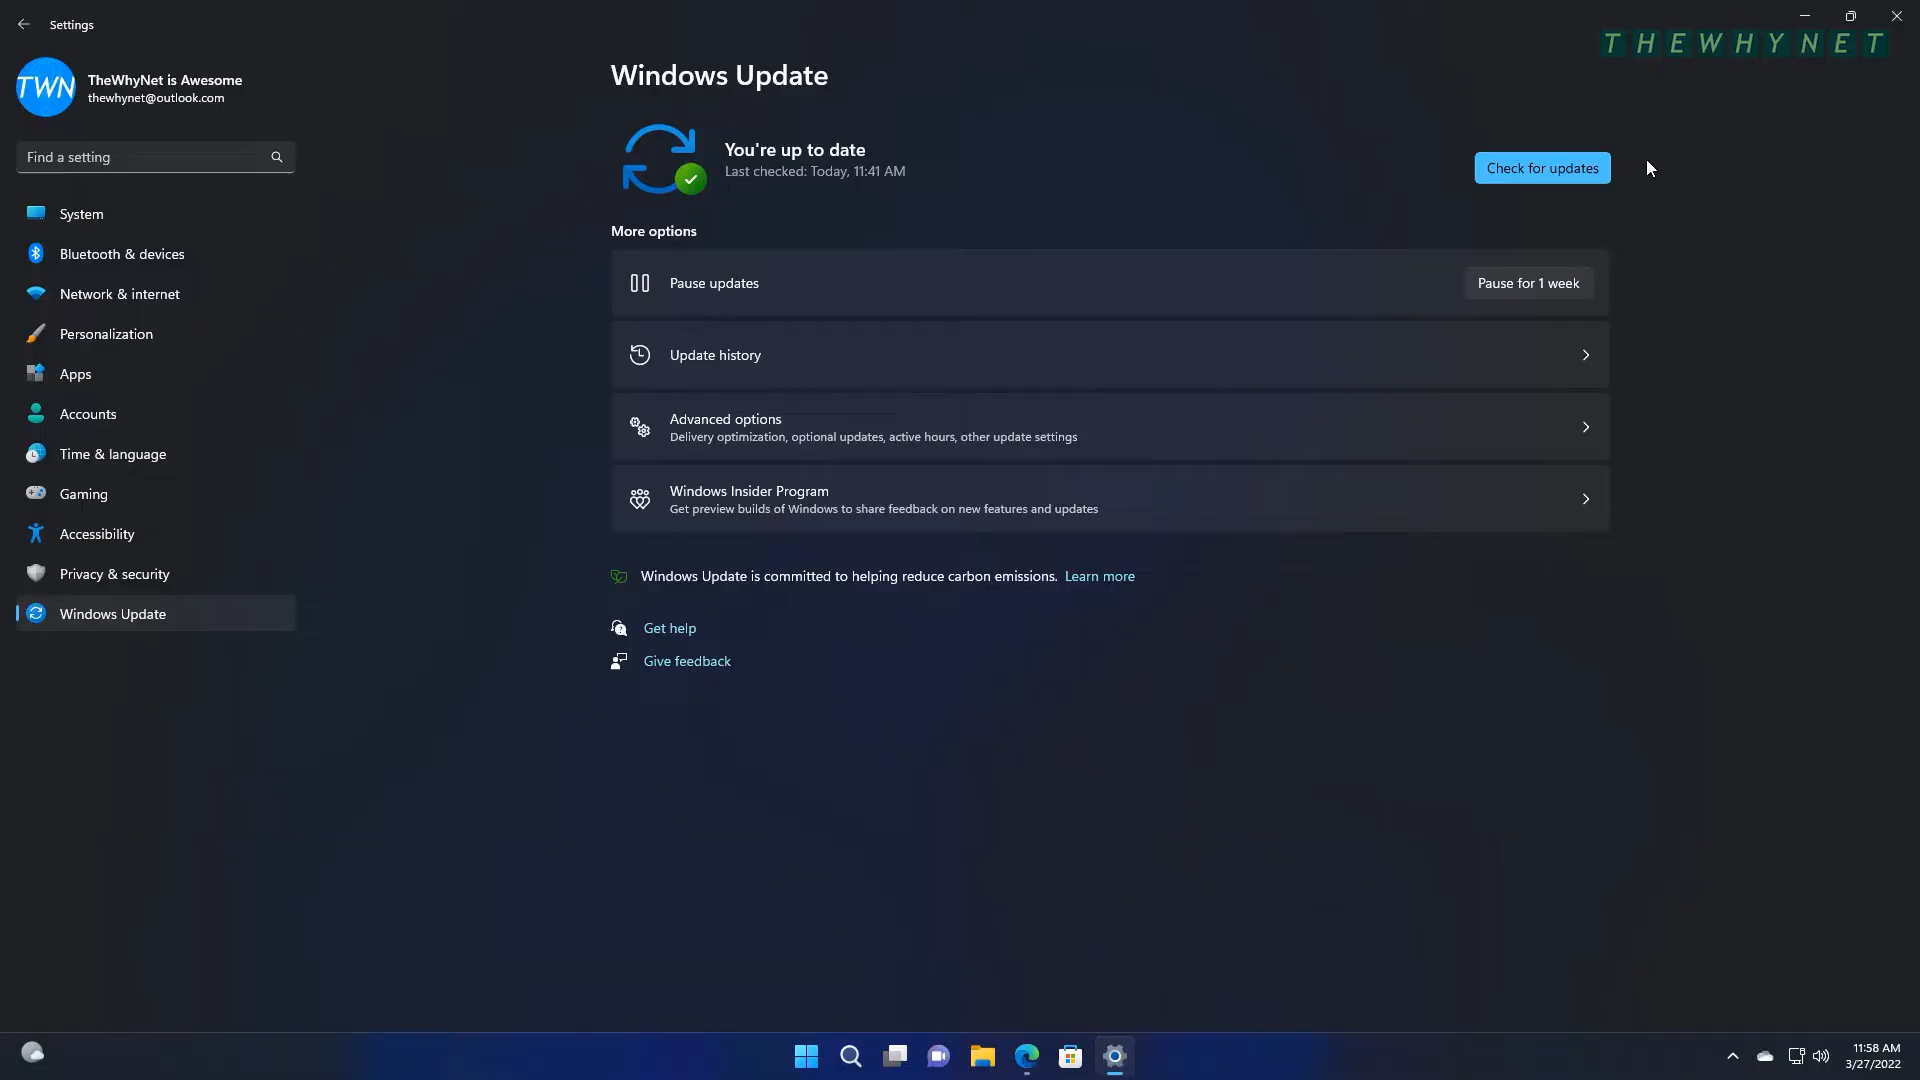 Settings
THEWHYNET
TWN
TheWhyNet is Awesome
thewhynet@outlook.com
Find a setting
System
Bluetooth & devices
Network & internet
Personalization
Apps
Accounts
Time & language
Gaming
Accessibility
Privacy & security
Windows Update
Windows Update
You're up to date
Last checked: Today, 11:41 AM
Check for updates
More options
Pause updates
Pause for 1 week
Update history
Advanced options
Delivery optimization, optional updates, active hours, other update settings
Windows Insider Program
Get preview builds of Windows to share feedback on new features and updates
Windows Update is committed to helping reduce carbon emissions. Learn more
Get help
Give feedback
11:58 AM
3/27/2022